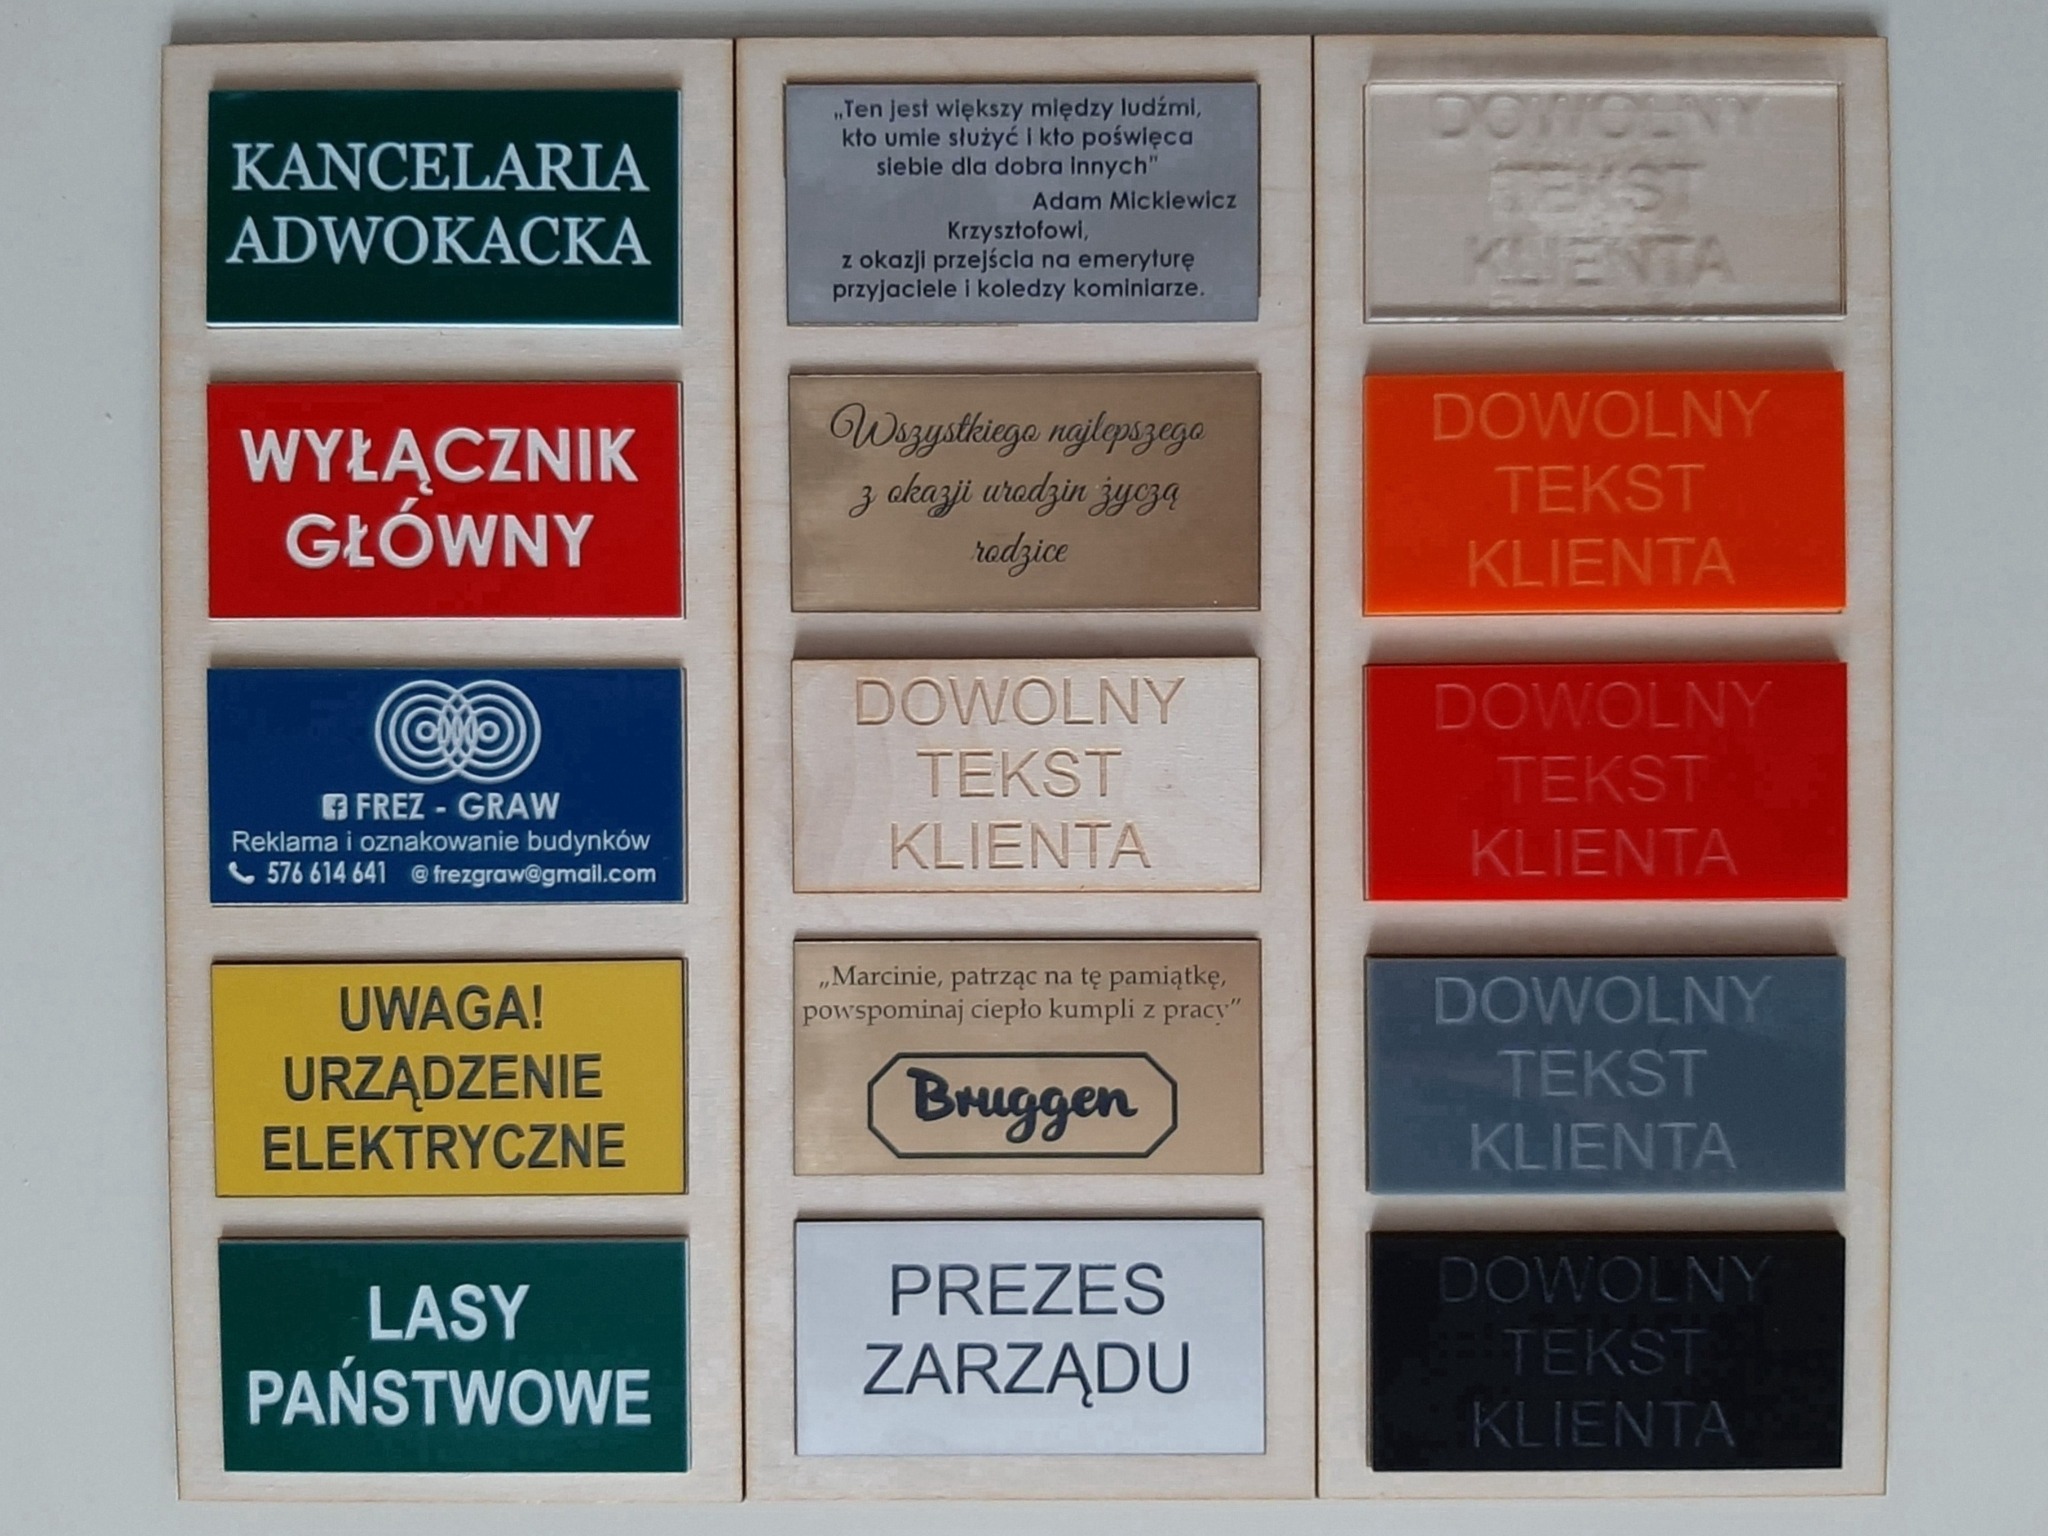 KANCELARIA
ADWOKACKA
WYŁĄCZNIK
GŁÓWNY
FREZ - GRAW
Reklama i oznakowanie budynków
576 614 641 @frezgraw@gmail.com
UWAGA!
URZĄDZENIE
ELEKTRYCZNE
LASY
PAŃSTWOWE
„Ten jest większy między ludźmi,
kto umie służyć i kto poświęca
siebie dla dobra innych"
Adam Mickiewicz
Krzysztofowi,
z okazji przejścia na emeryturę
przyjaciele i koledzy kominiarze.
Wszystkiego najlepszego
z okazji urodzin życzą
rodzice
DOWOLNY
TEKST
KLIENTA
„Marcinie, patrząc na tę pamiątkę,
powspominaj ciepło kumpli z pracy”
Bruggen
PREZES
ZARZĄDU
DOWOLNY
TEKST
KLIENTA
DOWOLNY
TEKST
KLIENTA
DOWOLNY
TEKST
KLIENTA
DOWOLNY
TEKST
KLIENTA
DOWOLNY
TEKST
KLIENTA